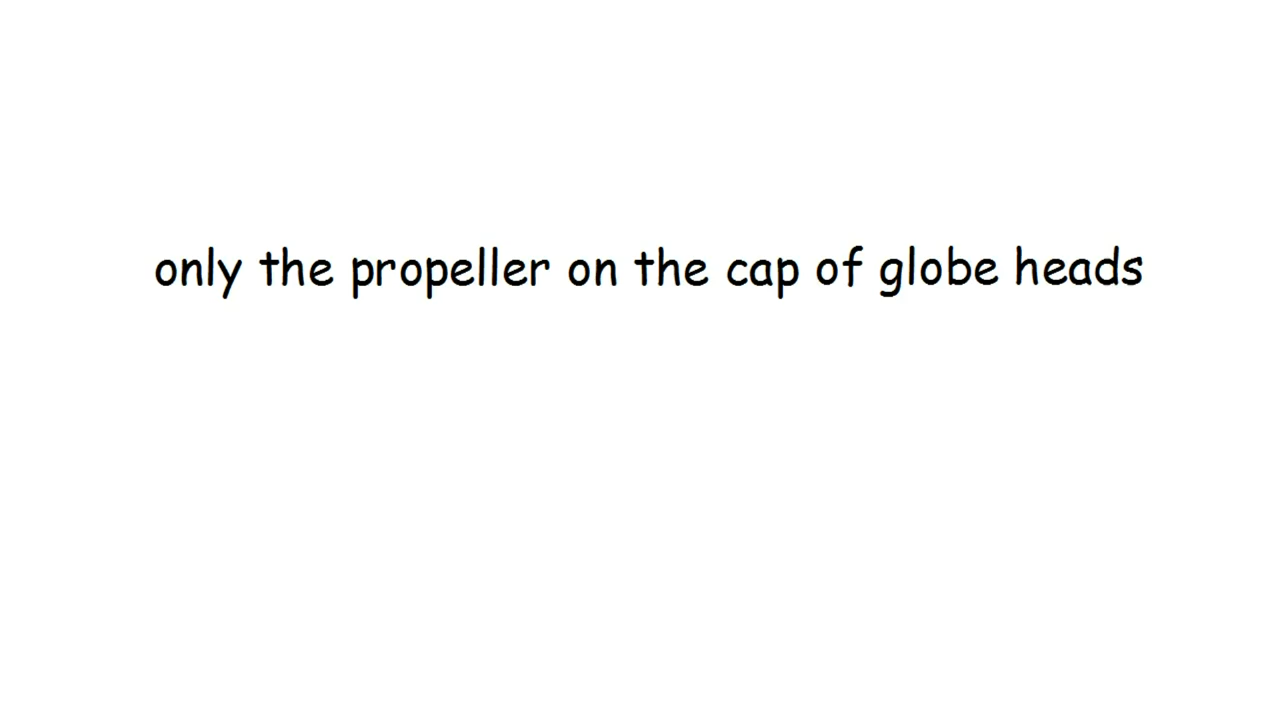 only the propeller on the cap of globe heads